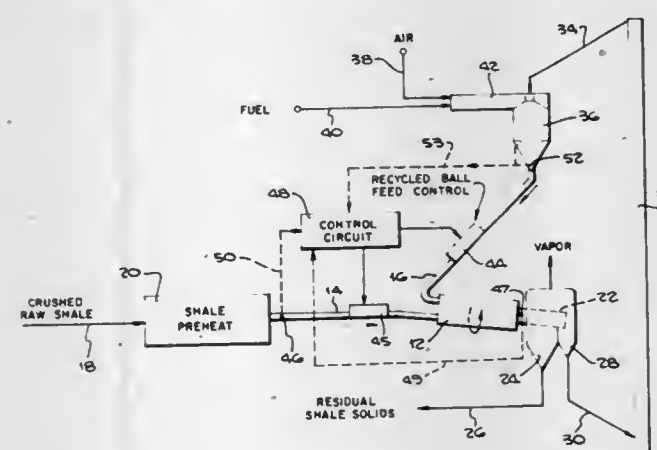 AIR
34
38
42
FUEL
40
36
53
52
RECYCLED BALL
FEED CONTROL
48
CONTROL
CIRCUIT
44
VAPOR
50
16
20
47
22
CRUSHED
RAW SHALE
SHALE
PREHEAT
14
18
46
45
12
49
24
28
RESIDUAL
SHALE SOLIDS
26
30